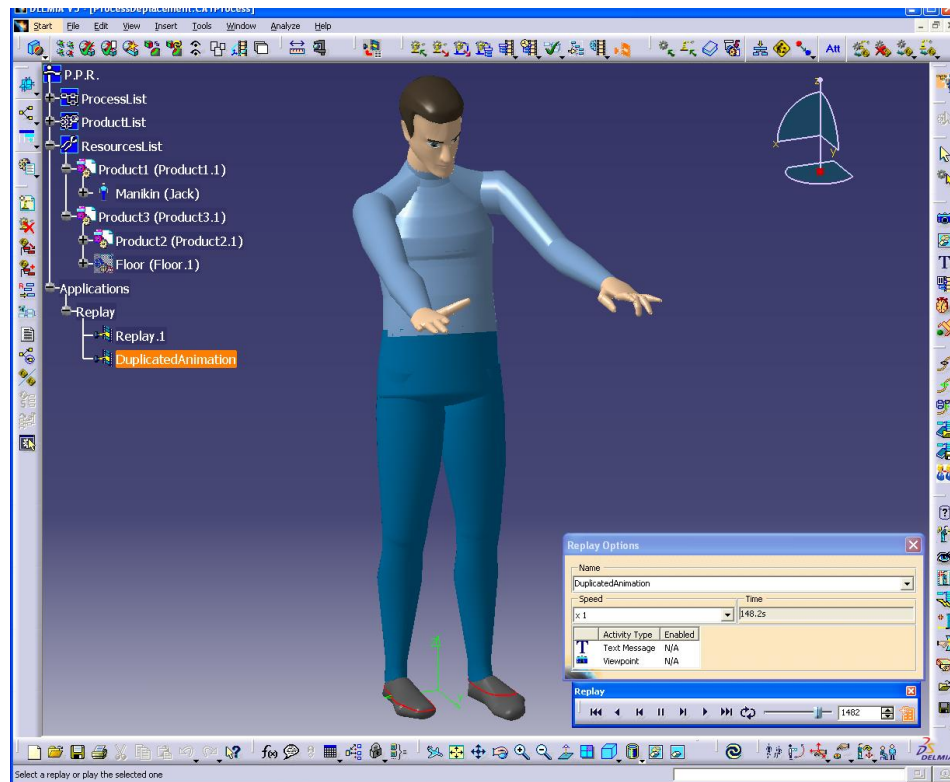 DELMIA V5 - [ProcessDeplacement.CATProcess]
Start File Edit View Insert Tools Window Analyze Help
Att
P.P.R.
ProcessList
ProductList
ResourcesList
Product1 (Product1.1)
Manikin (Jack)
Product3 (Product3.1)
Product2 (Product2.1)
Floor (Floor.1)
Applications
Replay
Replay.1
DuplicatedAnimation
z
x
y
Replay Options
Name
DuplicatedAnimation
Speed
Time
x 1
148.2s
Activity Type Enabled
T Text Message N/A
Viewpoint N/A
Replay
1482
f(x)
DELMIA
Select a replay or play the selected one